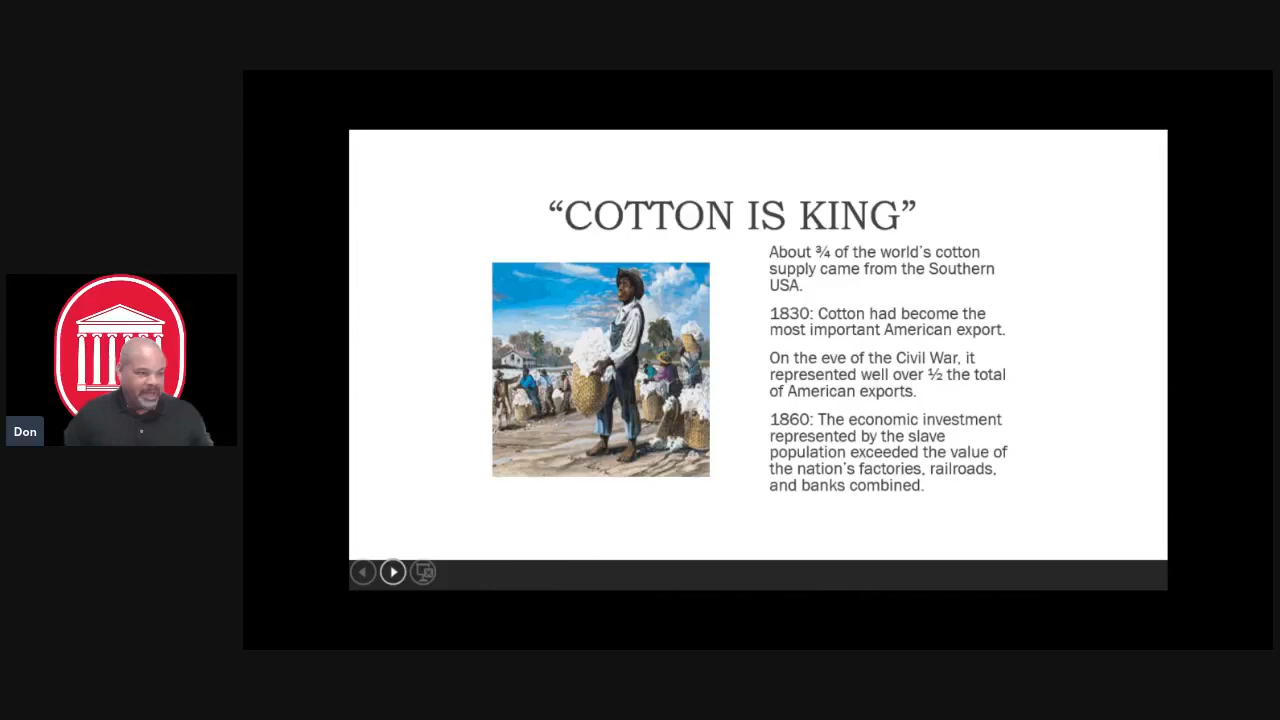 “COTTON IS KING”
About ¾ of the world’s cotton
supply came from the Southern
USA.
1830: Cotton had become the
most important American export.
On the eve of the Civil War, it
represented well over ½ the total
of American exports.
1860: The economic investment
represented by the slave
population exceeded the value of
the nation’s factories, railroads,
and banks combined.
Don